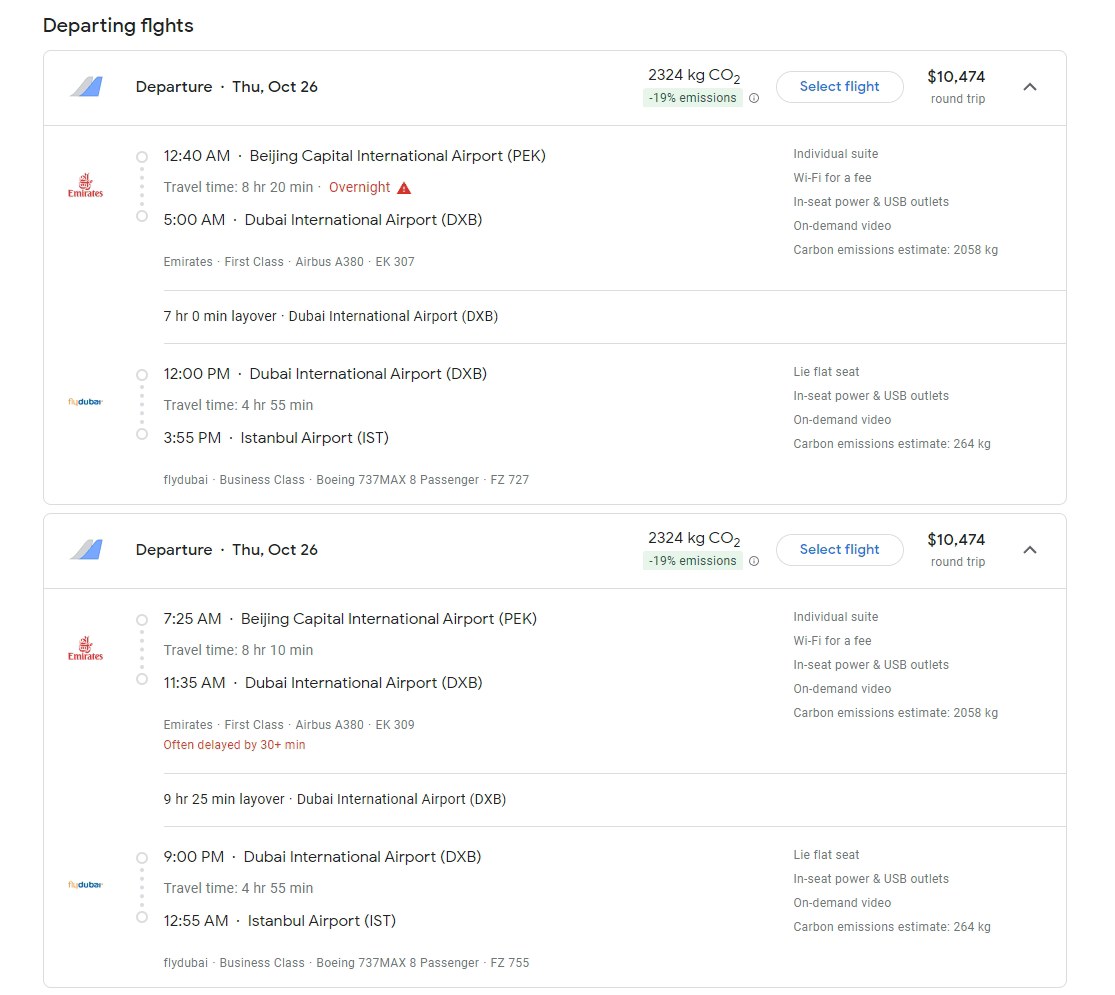 Departing flghts
Departure · Thu, Oct 26
2324 kg CO2
-19% emissions
Select flight
$10,474
round trip
Emirates
12:40 AM · Beijing Capital International Airport (PEK)
Travel time: 8 hr 20 min · Overnight
5:00 AM · Dubai International Airport (DXB)
Emirates · First Class · Airbus A380 · EK 307
Individual suite
Wi-Fi for a fee
In-seat power & USB outlets
On-demand video
Carbon emissions estimate: 2058 kg
7 hr 0 min layover · Dubai International Airport (DXB)
flydubai
12:00 PM · Dubai International Airport (DXB)
Travel time: 4 hr 55 min
3:55 PM · Istanbul Airport (IST)
flydubai · Business Class · Boeing 737MAX 8 Passenger · FZ 727
Lie flat seat
In-seat power & USB outlets
On-demand video
Carbon emissions estimate: 264 kg
Departure · Thu, Oct 26
2324 kg CO2
-19% emissions
Select flight
$10,474
round trip
Emirates
7:25 AM · Beijing Capital International Airport (PEK)
Travel time: 8 hr 10 min
11:35 AM · Dubai International Airport (DXB)
Emirates · First Class · Airbus A380 · EK 309
Often delayed by 30+ min
Individual suite
Wi-Fi for a fee
In-seat power & USB outlets
On-demand video
Carbon emissions estimate: 2058 kg
9 hr 25 min layover · Dubai International Airport (DXB)
flydubai
9:00 PM · Dubai International Airport (DXB)
Travel time: 4 hr 55 min
12:55 AM · Istanbul Airport (IST)
flydubai · Business Class · Boeing 737MAX 8 Passenger · FZ 755
Lie flat seat
In-seat power & USB outlets
On-demand video
Carbon emissions estimate: 264 kg